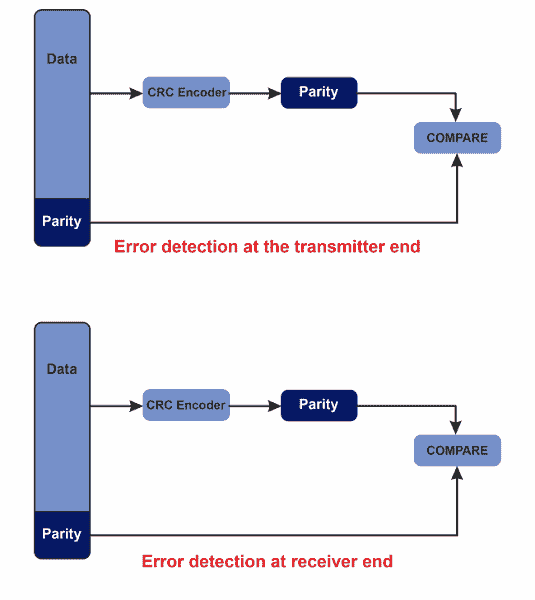 Data
CRC Encoder
Parity
COMPARE
Parity
Error detection at the transmitter end
Data
CRC Encoder
Parity
COMPARE
Parity
Error detection at receiver end